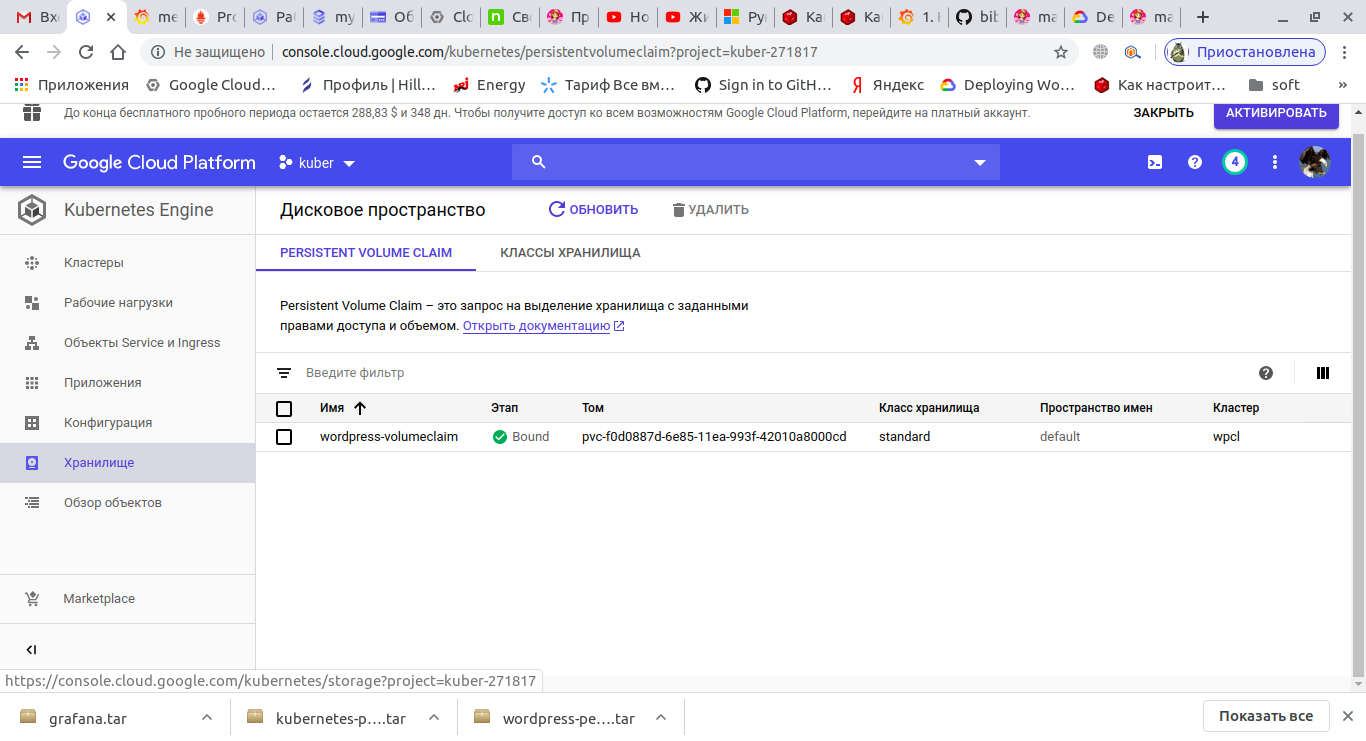 Вхо
me
Pro
Pat
my
Об
Clo
Све
Пр
Но
Жи
Ру
Ка
Ка
1. К
bib
ma
De
ma
Не защищено | console.cloud.google.com/kubernetes/persistentvolumeclaim?project=kuber-271817
Приостановлена
Приложения
Google Cloud…
Профиль | Hill…
Energy
Тариф Все вм…
Sign in to GitH…
Яндекс
Deploying Wo…
Как настроит…
soft
»
До конца бесплатного пробного периода остается 288,83 $ и 348 дн. Чтобы получите доступ ко всем возможностям Google Cloud Platform, перейдите на платный аккаунт.
ЗАКРЫТЬ
АКТИВИРОВАТЬ
Google Cloud Platform
kuber
4
Kubernetes Engine
Дисковое пространство
ОБНОВИТЬ
УДАЛИТЬ
Кластеры
Рабочие нагрузки
Объекты Service и Ingress
Приложения
Конфигурация
Хранилище
Обзор объектов
Marketplace
PERSISTENT VOLUME CLAIM
КЛАССЫ ХРАНИЛИЩА
Persistent Volume Claim – это запрос на выделение хранилища с заданными
правами доступа и объемом. Открыть документацию
Введите фильтр
Имя Этап Том Класс хранилища Пространство имен Кластер
wordpress-volumeclaim Bound pvc-f0d0887d-6e85-11ea-993f-42010a8000cd standard default wpcl
https://console.cloud.google.com/kubernetes/storage?project=kuber-271817
grafana.tar
kubernetes-p….tar
wordpress-pe….tar
Показать все